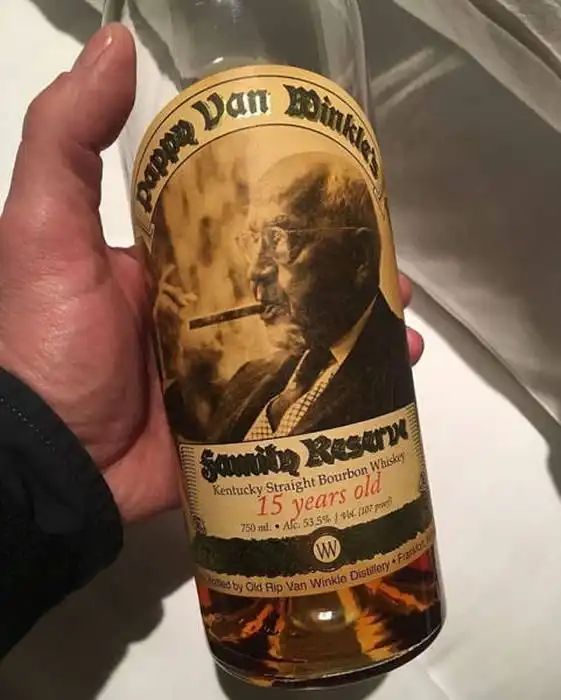 Pappy Van Winkle's
Family Reserve
Kentucky Straight Bourbon Whiskey
15 years old
750 ml. • Alc. 53.5% / Vol. (107 proof)
VW
Bottled by Old Rip Van Winkle Distillery •